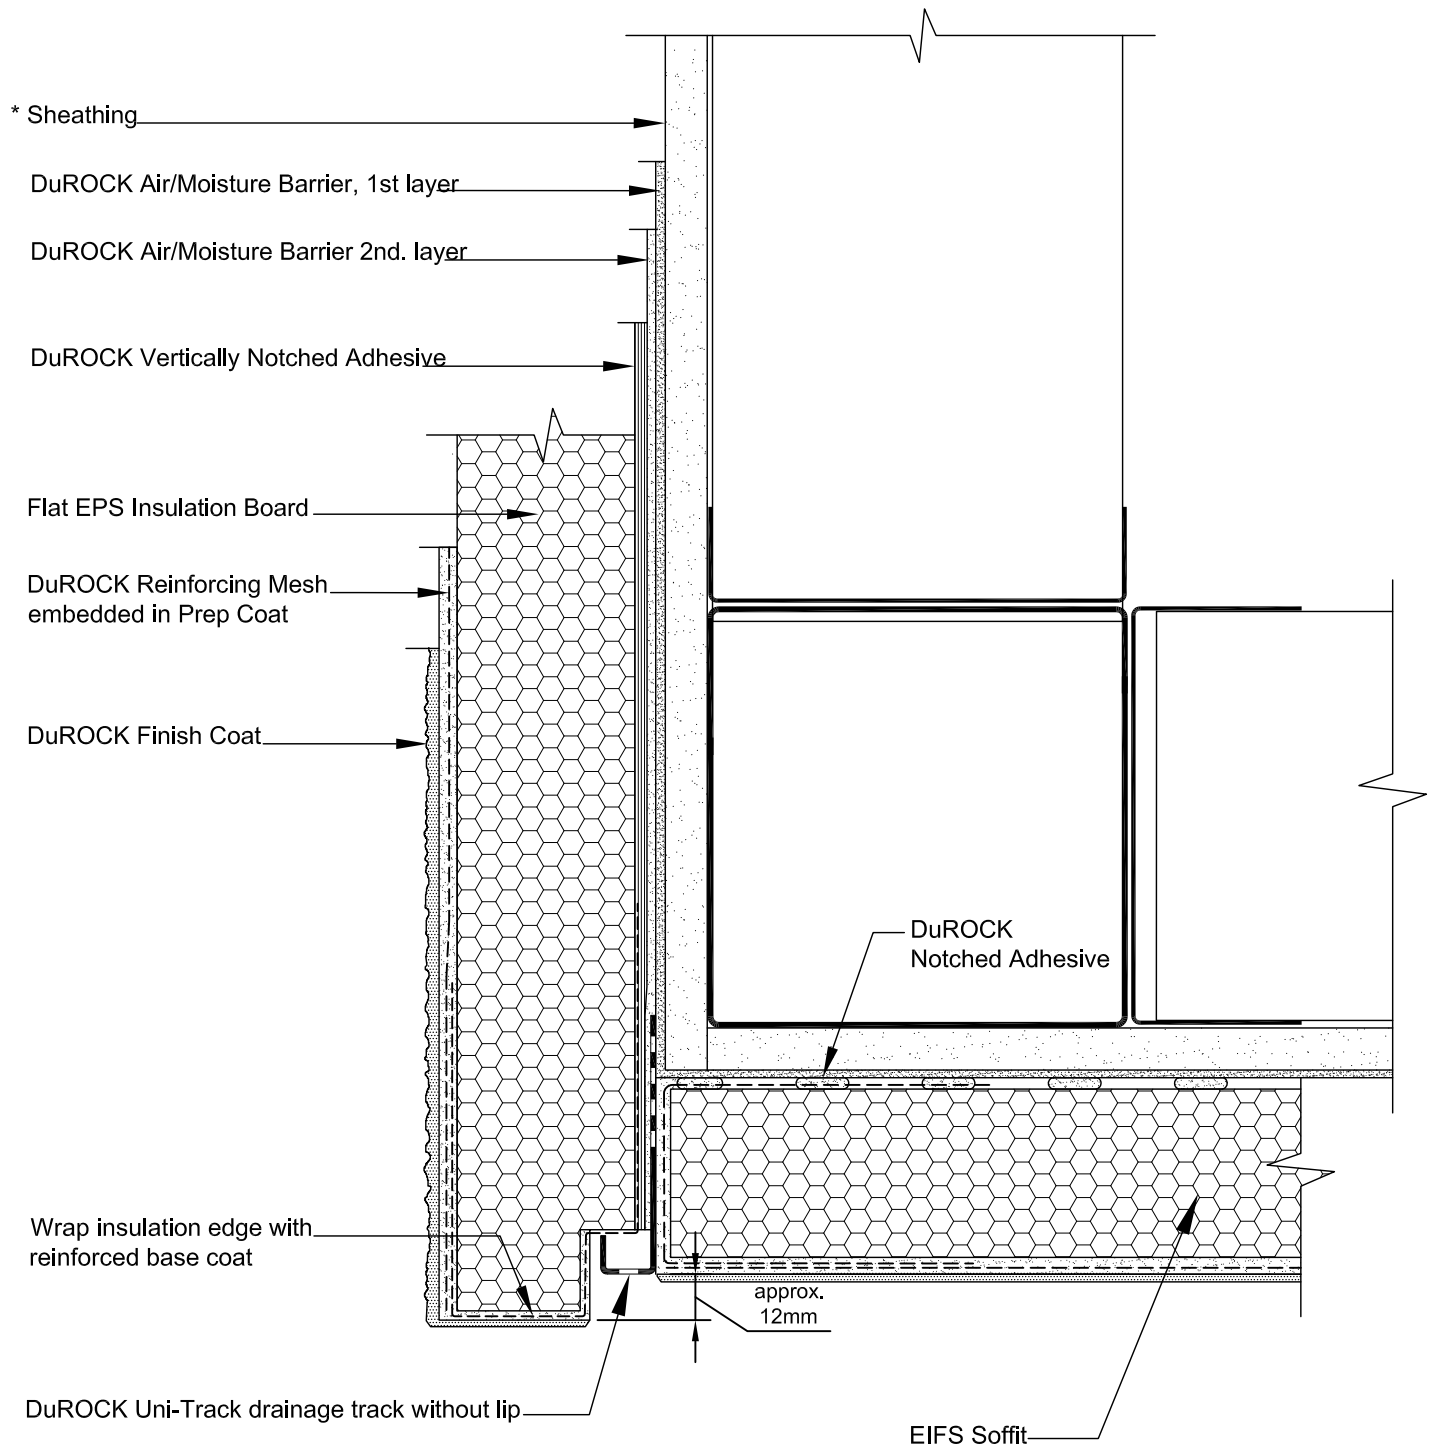 * Sheathing
DuROCK Air/Moisture Barrier, 1st layer
DuROCK Air/Moisture Barrier 2nd. layer
DuROCK Vertically Notched Adhesive
Flat EPS Insulation Board
DuROCK Reinforcing Mesh
embedded in Prep Coat
DuROCK Finish Coat
DuROCK
Notched Adhesive
Wrap insulation edge with
reinforced base coat
approx.
12mm
DuROCK Uni-Track drainage track without lip
EIFS Soffit